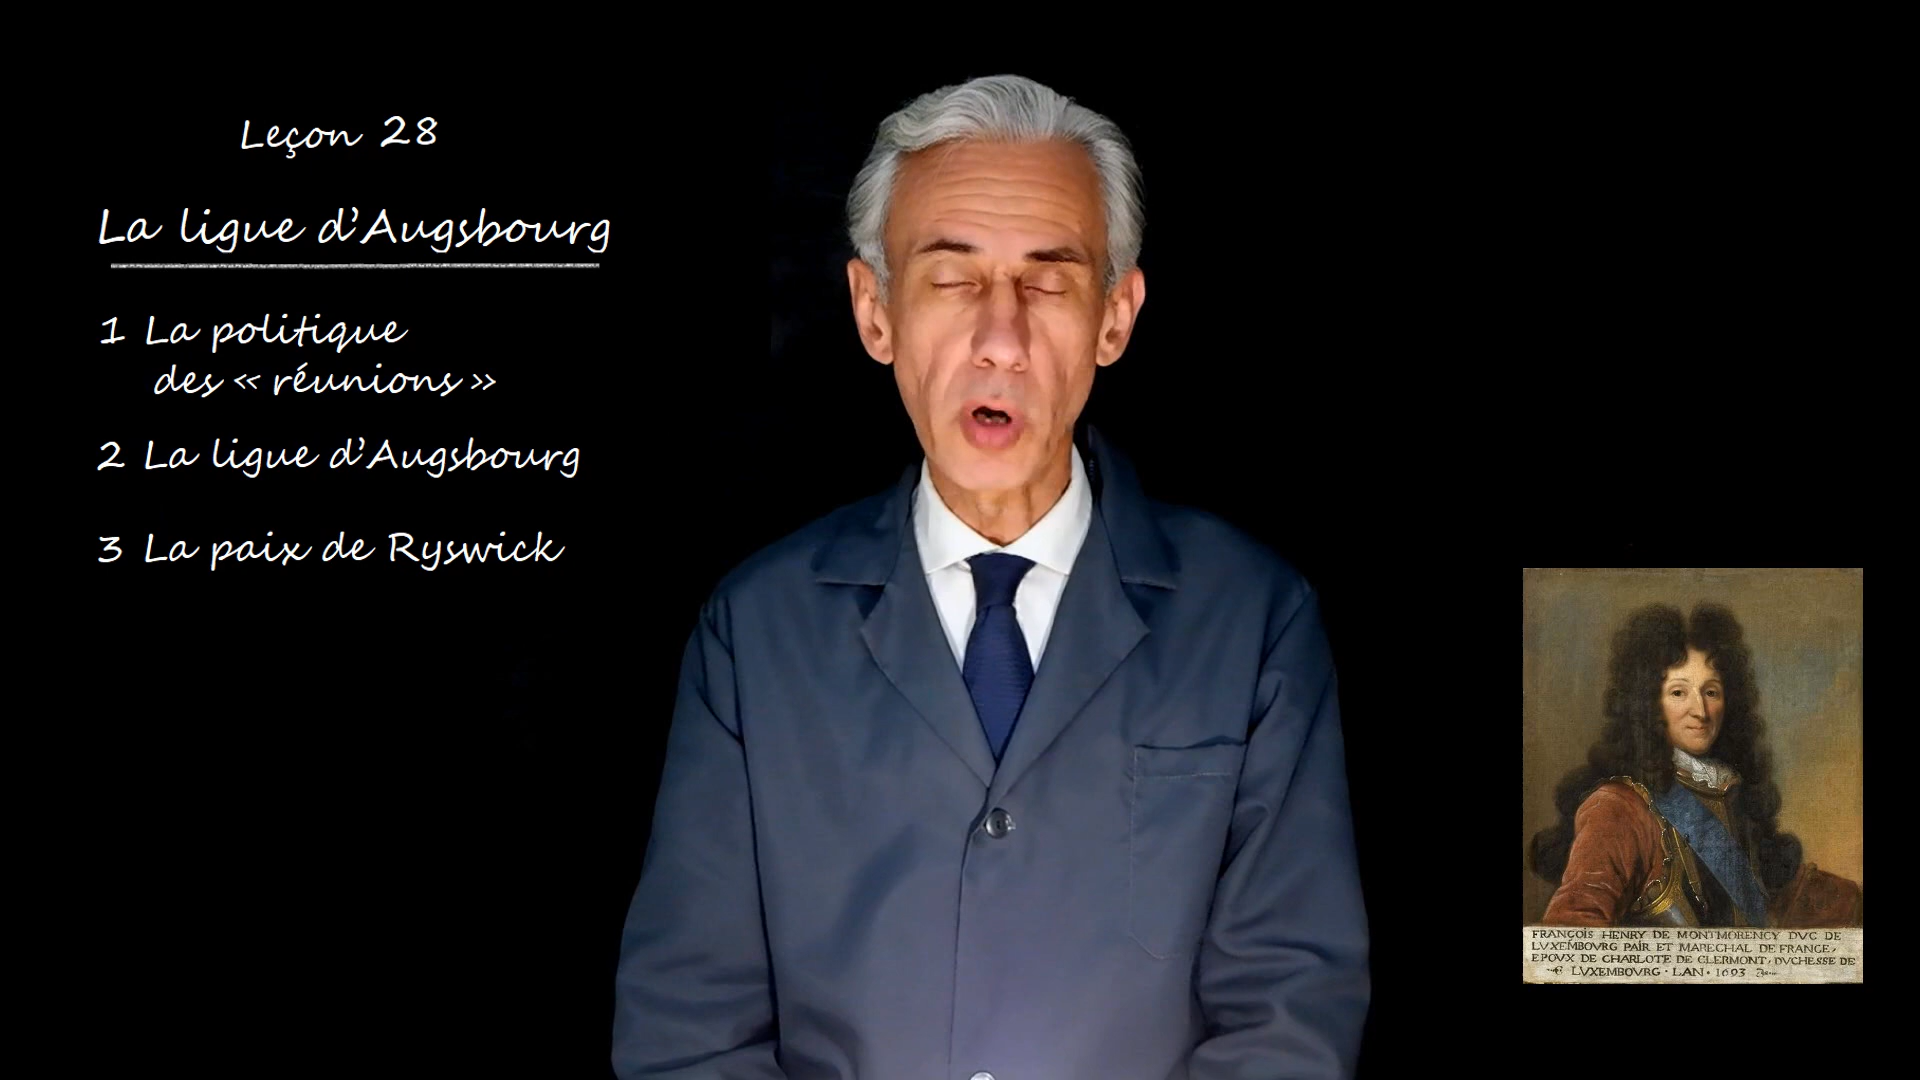 Leçon 28
La ligue d'Augsbourg
1 La politique
des « réunions »
2 La ligue d'Augsbourg
3 La paix de Ryswick
FRANÇOIS HENRY DE MONTMORENCY DVC DE
LVXEMBOVRG PAIR ET MARECHAL DE FRANCE,
EPOVX DE CHARLOTE DE CLERMONT, DVCHESSE DE
LVXEMBOVRG · LAN · 1693